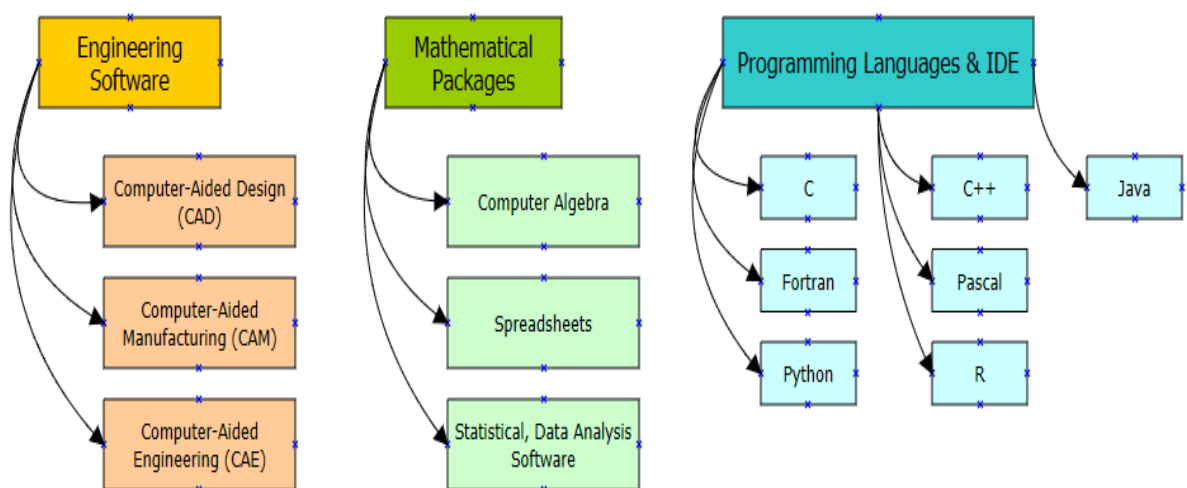 Engineering
Software
Mathematical
Packages
Programming Languages & IDE
Computer-Aided Design
(CAD)
Computer-Aided
Manufacturing (CAM)
Computer-Aided
Engineering (CAE)
Computer Algebra
Spreadsheets
Statistical, Data Analysis
Software
C
C++
Java
Fortran
Pascal
Python
R